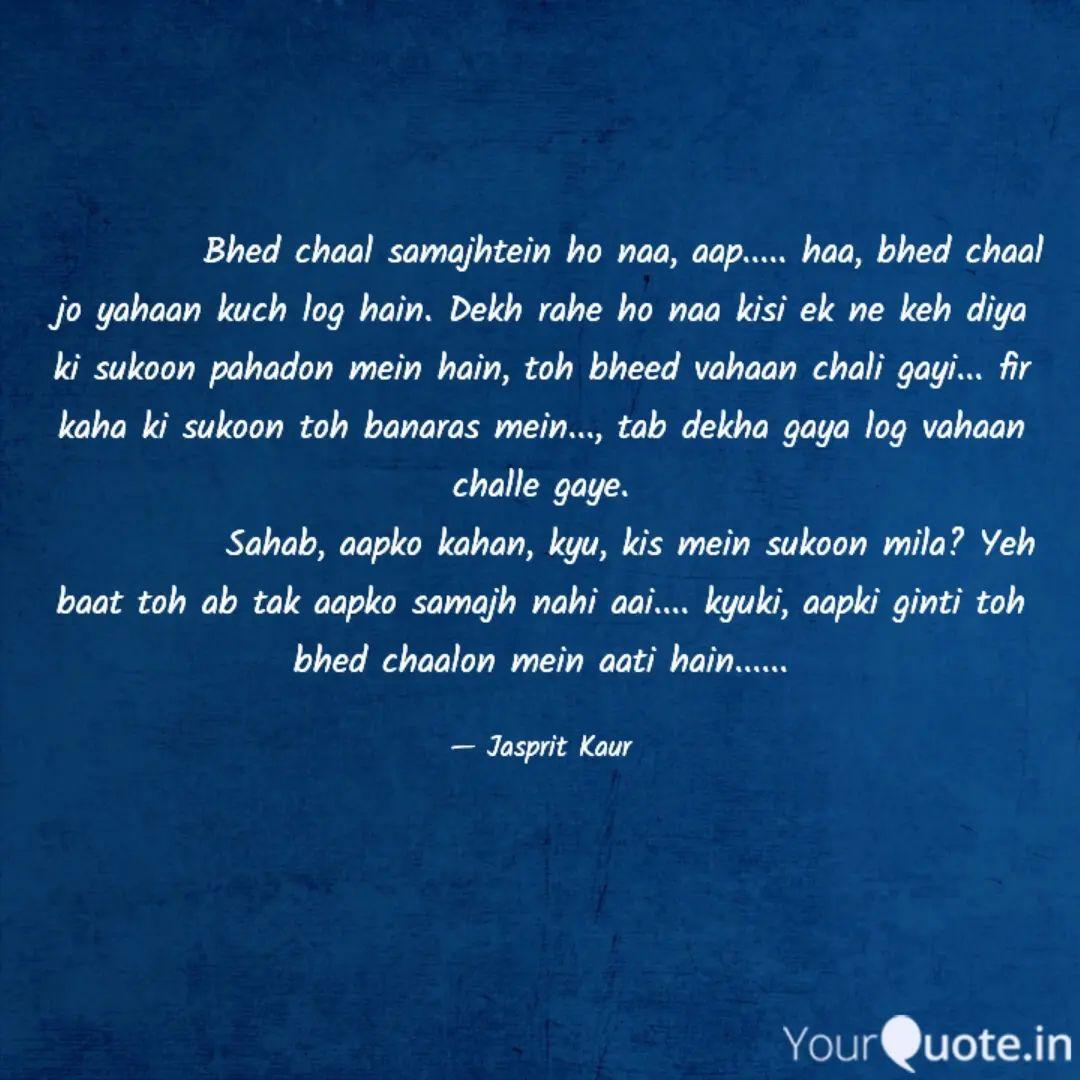 Bhed chaal samajhtein ho naa, aap..... haa, bhed chaal
jo yahaan kuch log hain. Dekh rahe ho naa kisi ek ne keh diya
ki sukoon pahadon mein hain, toh bheed vahaan chali gayi... fir
kaha ki sukoon toh banaras mein..., tab dekha gaya log vahaan
challe gaye.
Sahab, aapko kahan, kyu, kis mein sukoon mila? Yeh
baat toh ab tak aapko samajh nahi aai.... kyuki, aapki ginti toh
bhed chaalon mein aati hain......
— Jasprit Kaur
YourQuote.in